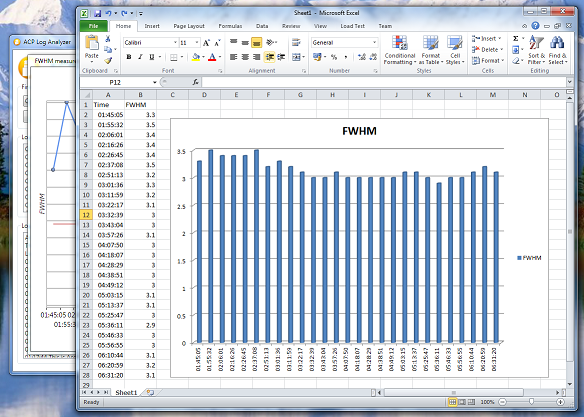 Sheet1 - Microsoft Excel
ACP Log Analyzer
File Home Insert Page Layout Formulas Data Review View Load Test Team
FWHM measur
Paste Calibri 11 General Conditional Formatting Format as Table Cell Styles Insert Delete Format Sort & Filter Find & Select
Clipboard Font Alignment Number Styles Cells Editing
P12 fx
A B C D E F G H I J K L M N O
1 Time FWHM
2 01:45:05 3.3
3 01:55:32 3.5
4 02:06:01 3.4
5 02:16:26 3.4
6 02:26:45 3.4
7 02:37:08 3.5
8 02:51:13 3.2
9 03:01:36 3.3
10 03:11:59 3.2
11 03:22:17 3.1
12 03:32:39 3
13 03:43:04 3
14 03:57:26 3.1
15 04:07:50 3
16 04:18:07 3
17 04:28:29 3
18 04:38:51 3
19 04:49:12 3
20 05:03:15 3.1
21 05:13:37 3.1
22 05:25:47 3
23 05:36:11 2.9
24 05:46:33 3
25 05:56:55 3
26 06:10:44 3.1
27 06:20:59 3.2
28 06:31:20 3.1
29
FWHM
3.5
3
2.5
2
1.5
1
0.5
0
01:45:05 01:55:32 02:06:01 02:16:26 02:26:45 02:37:08 02:51:13 03:01:36 03:11:59 03:22:17 03:32:39 03:43:04 03:57:26 04:07:50 04:18:07 04:28:29 04:38:51 04:49:12 05:03:15 05:13:37 05:25:47 05:36:11 05:46:33 05:56:55 06:10:44 06:20:59 06:31:20
FWHM
FWHM
01:45:05 02
01:55:3
Sheet1
Ready 100%